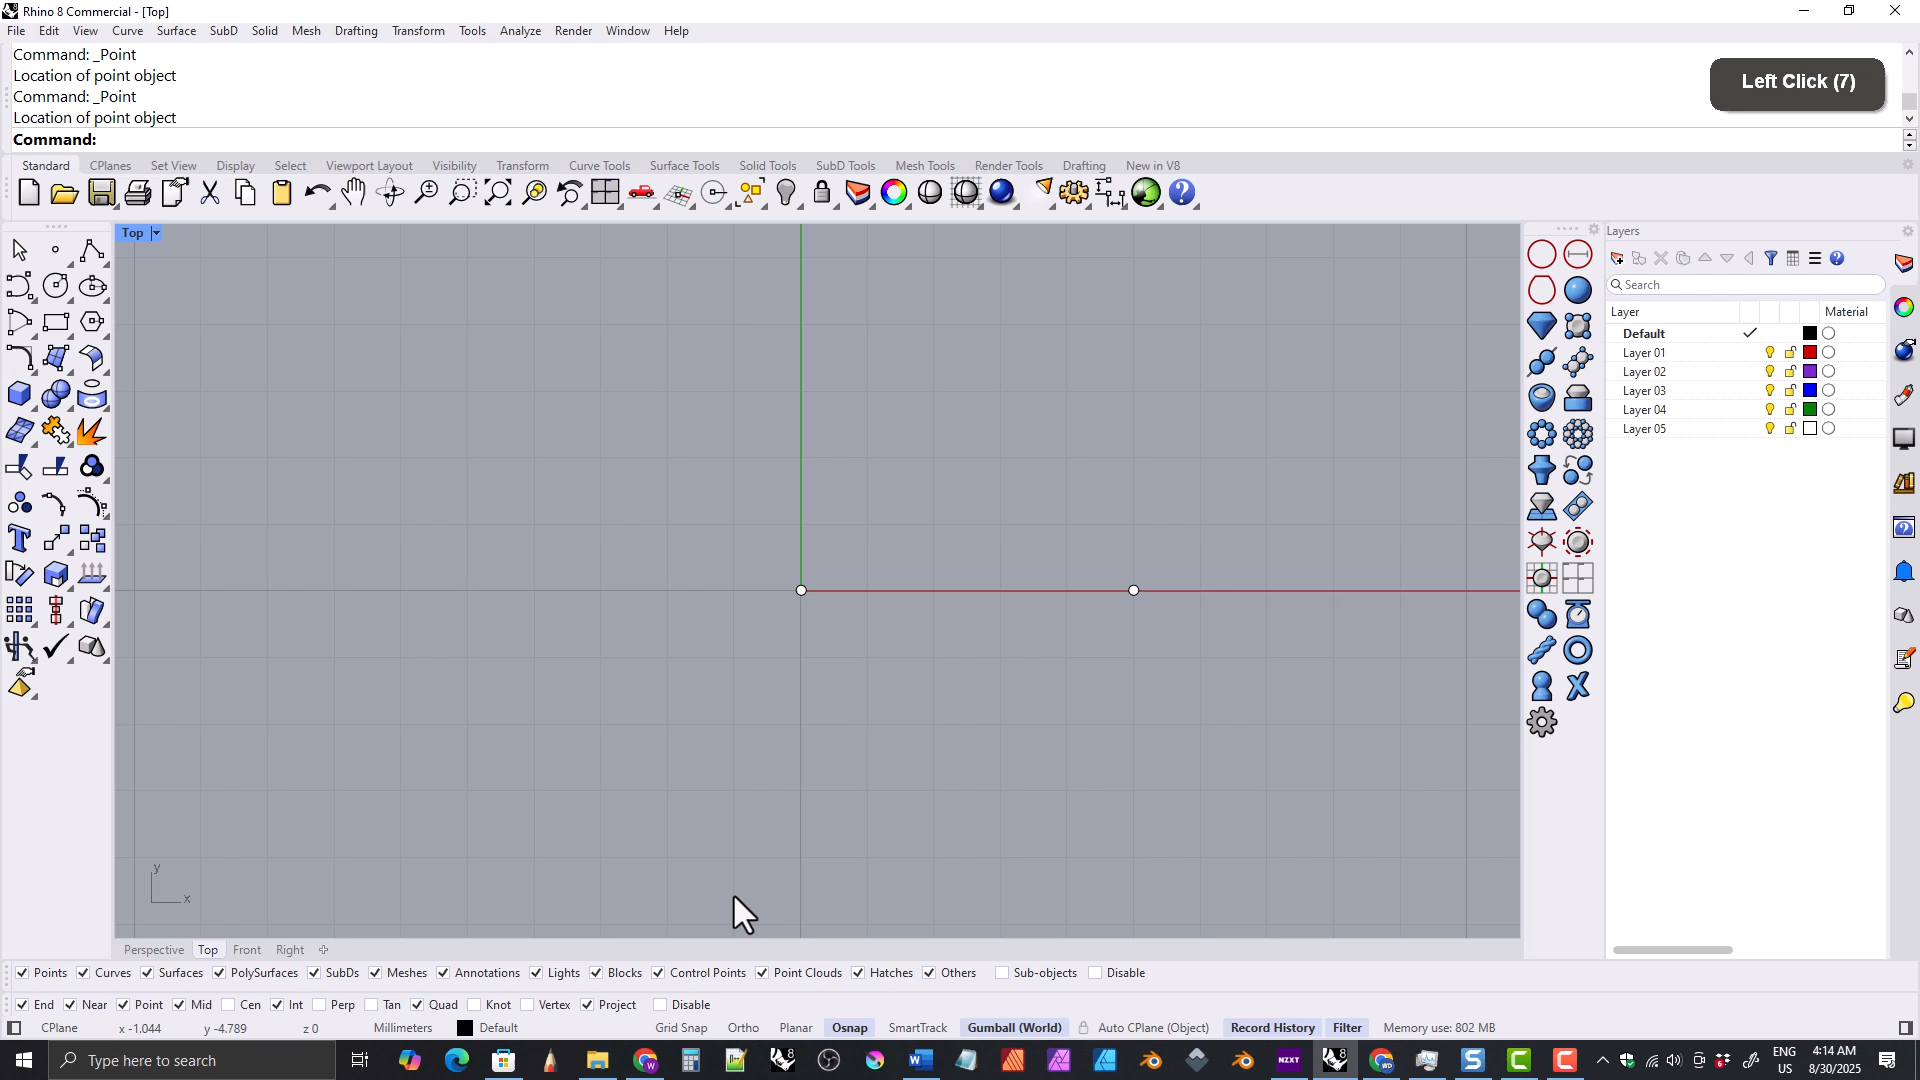 Rhino 8 Commercial - [Top]
File Edit View Curve Surface SubD Solid Mesh Drafting Transform Tools Analyze Render Window Help
Command: _Point
Location of point object
Command: _Point
Location of point object
Command:
Left Click (7)
Standard CPlanes Set View Display Select Viewport Layout Visibility Transform Curve Tools Surface Tools Solid Tools SubD Tools Mesh Tools Render Tools Drafting New in V8
Top
Layers
Search
Layer Material
Default
Layer 01
Layer 02
Layer 03
Layer 04
Layer 05
y
x
Perspective Top Front Right
Points Curves Surfaces PolySurfaces SubDs Meshes Annotations Lights Blocks Control Points Point Clouds Hatches Others Sub-objects Disable
End Near Point Mid Cen Int Perp Tan Quad Knot Vertex Project Disable
CPlane x -1.044 y -4.789 z 0 Millimeters Default Grid Snap Ortho Planar Osnap SmartTrack Gumball (World) Auto CPlane (Object) Record History Filter Memory use: 802 MB
Type here to search
NZXT
ENG
US
4:14 AM
8/30/2025